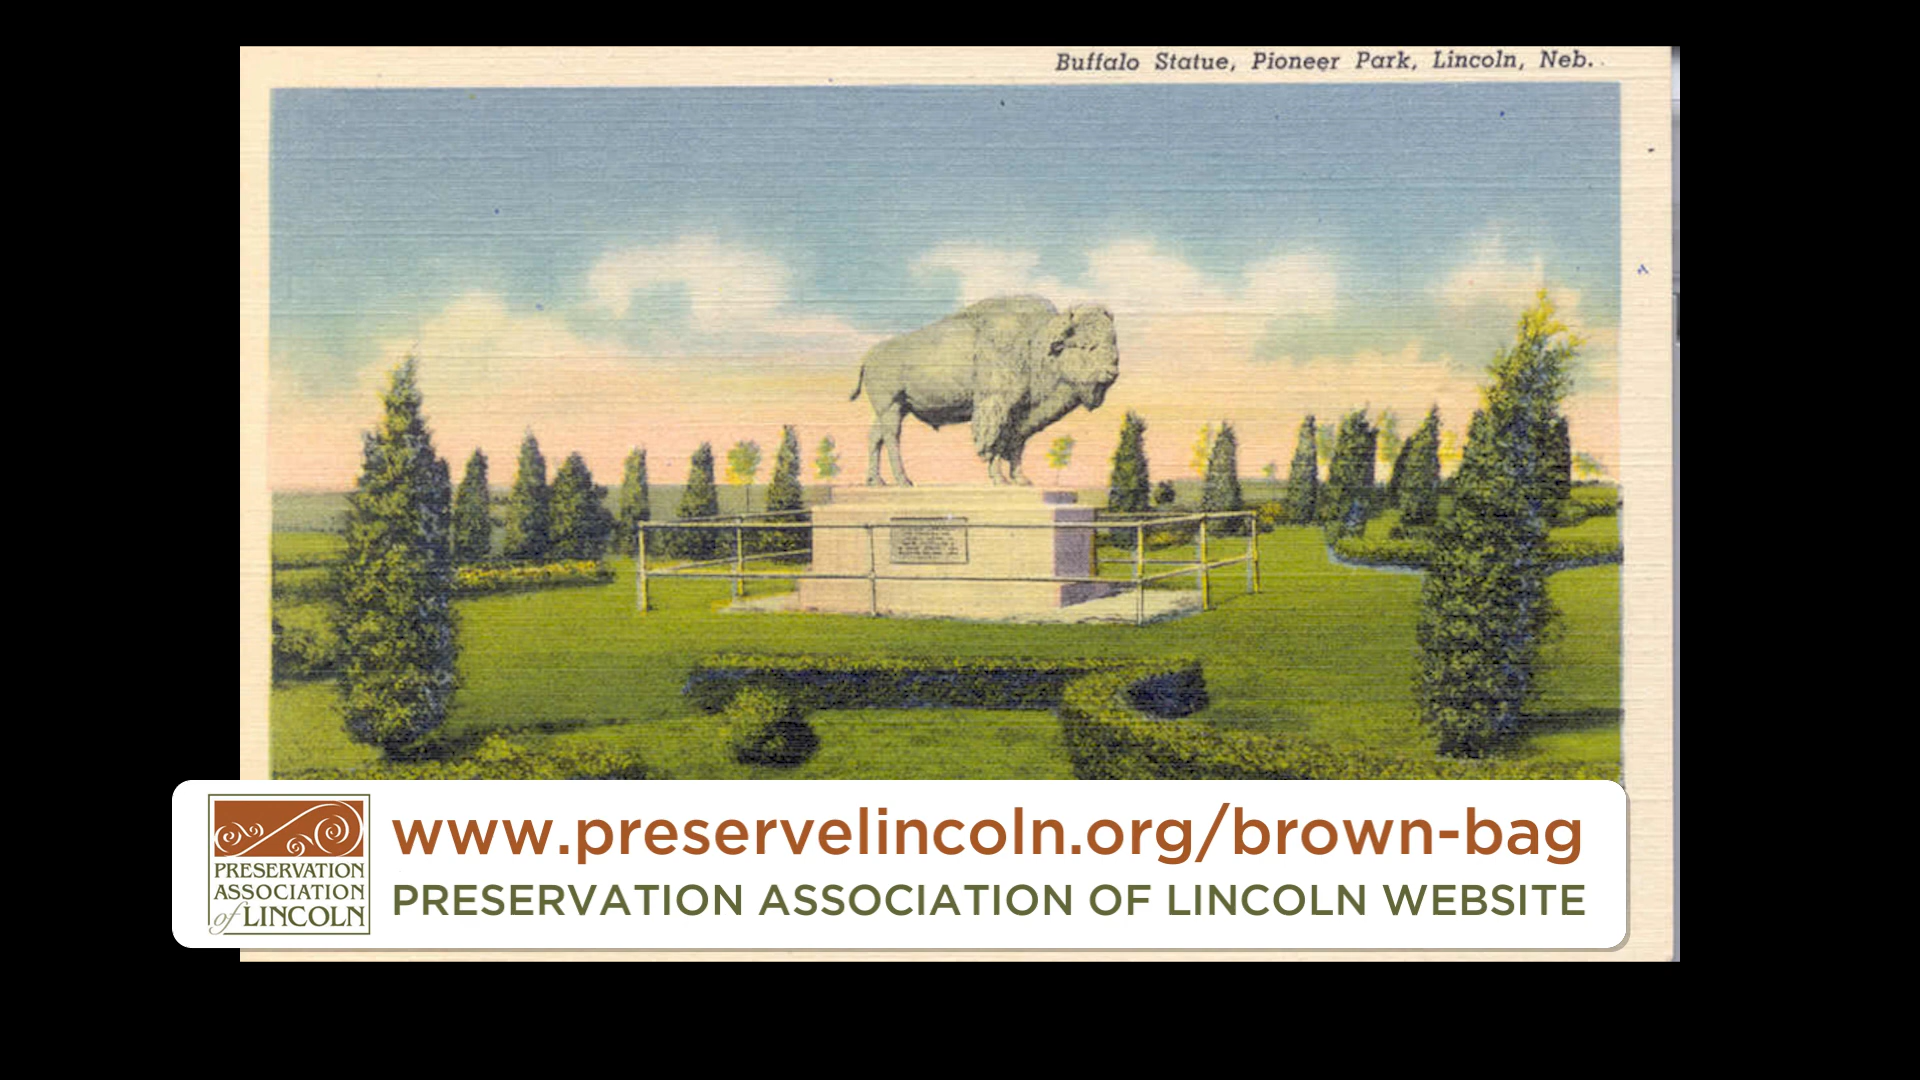 Buffalo Statue, Pioneer Park, Lincoln, Neb.
www.preservelincoln.org/brown-bag
PRESERVATION ASSOCIATION OF LINCOLN WEBSITE
PRESERVATION
ASSOCIATION
of LINCOLN